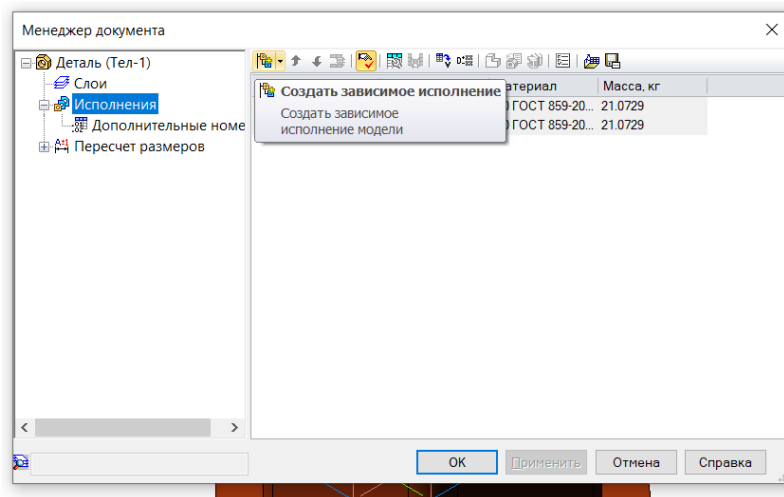 Менеджер документа
Деталь (Тел-1)
Слои
Исполнения
Дополнительные номе
Пересчет размеров
Создать зависимое исполнение
Создать зависимое
исполнение модели
атериал Масса, кг
ГОСТ 859-20... 21.0729
ГОСТ 859-20... 21.0729
ОК Применить Отмена Справка